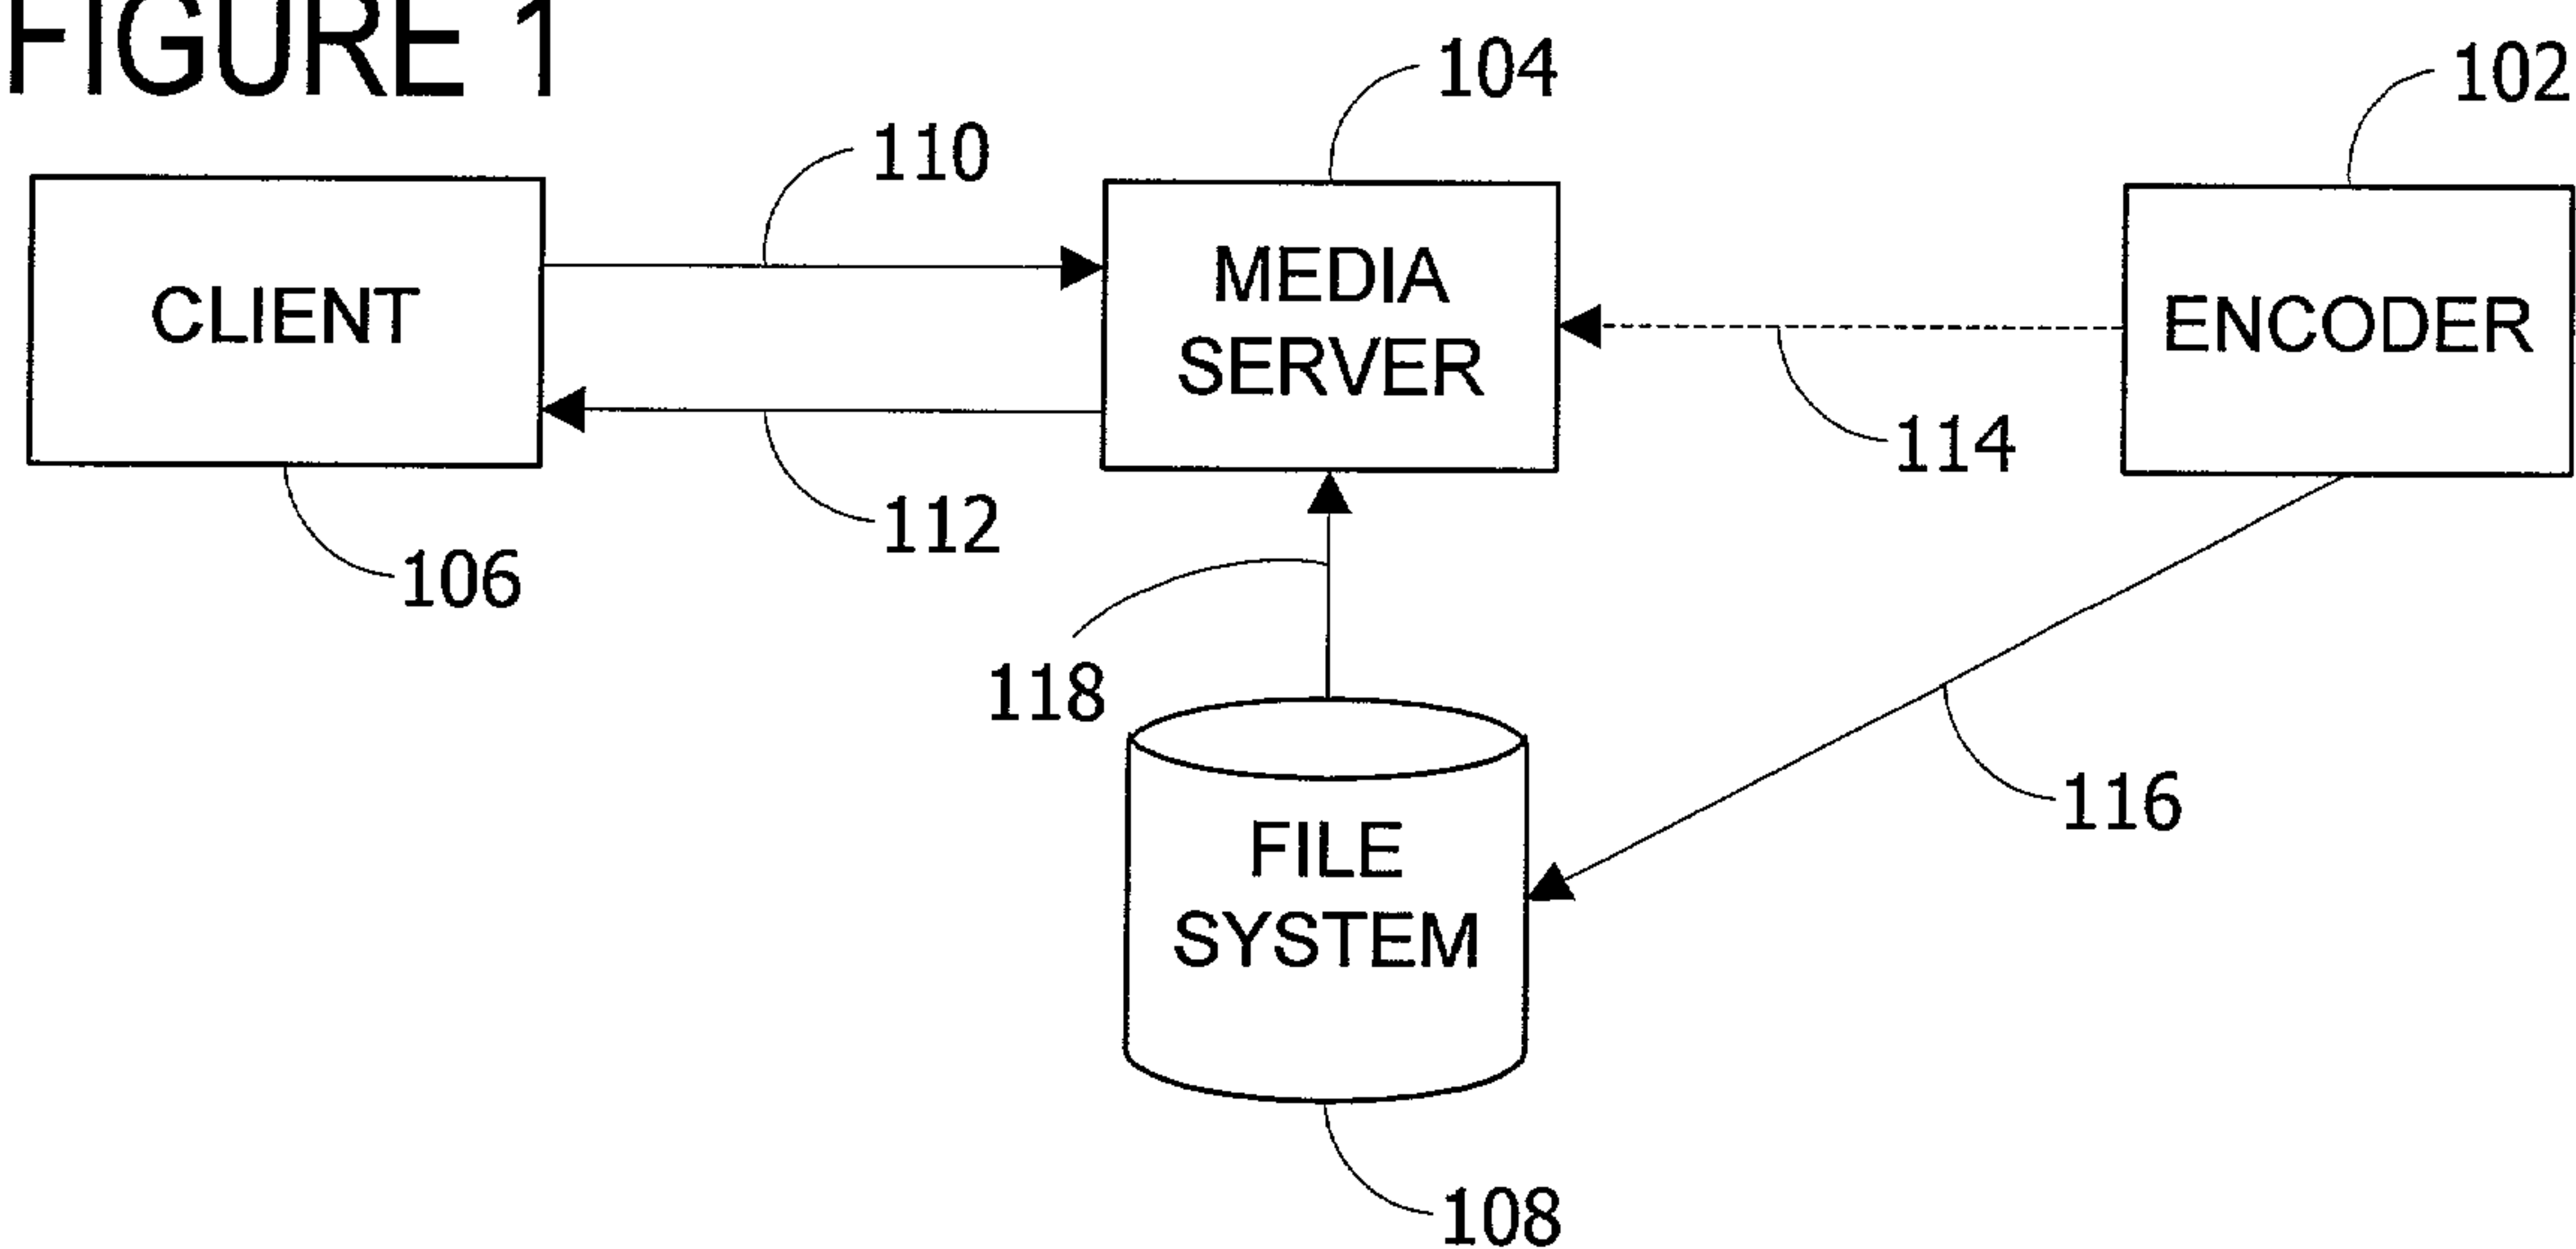 FIGURE 1
104
102
110
CLIENT
MEDIA
SERVER
ENCODER
114
112
106
118
116
FILE
SYSTEM
108